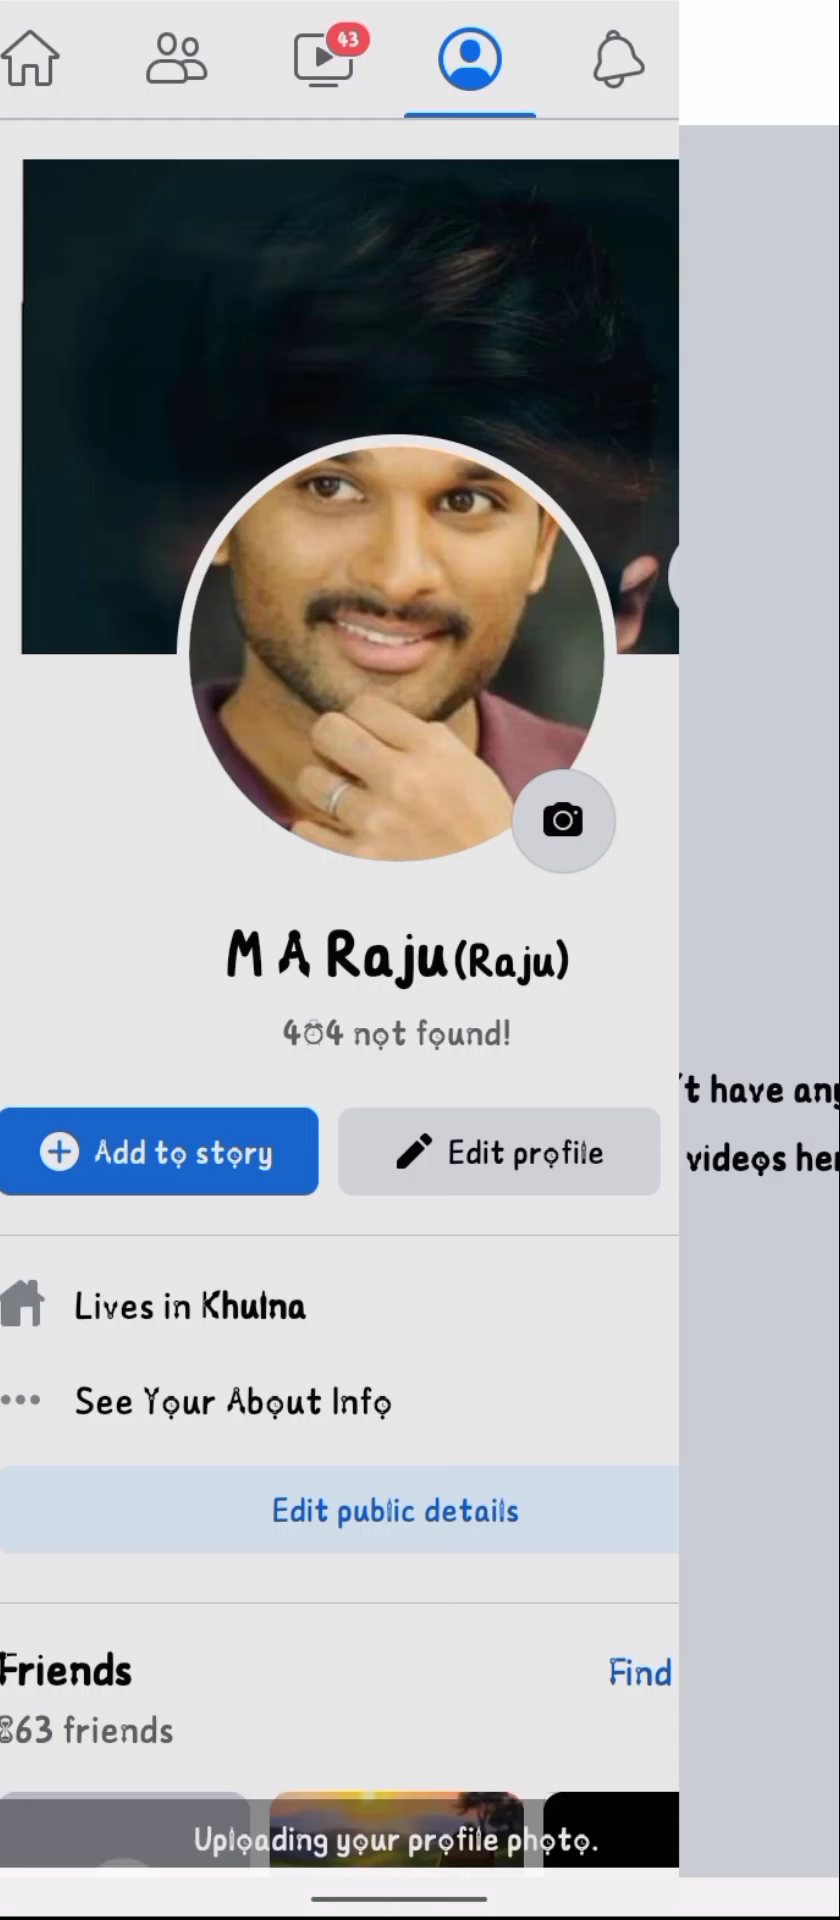 43
M A Raju (Raju)
404 not found!
Add to story
Edit profile
't have any
videos her
Lives in Khulna
See Your About Info
Edit public details
Friends
Find
863 friends
Uploading your profile photo.